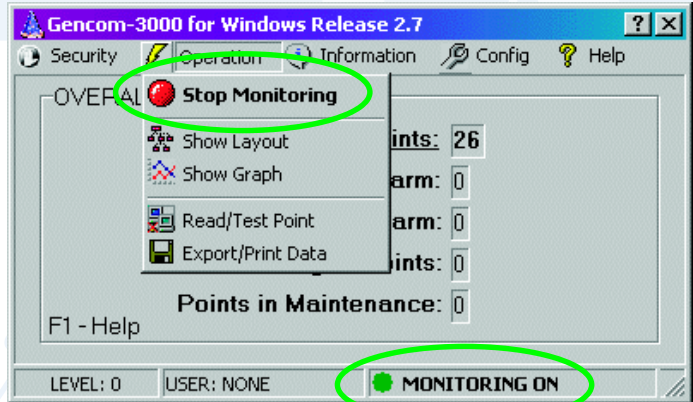 Gencom-3000 for Windows Release 2.7
Security Operation Information Config Help
OVERAL
Stop Monitoring
Show Layout
Show Graph
Read/Test Point
Export/Print Data
ints: 26
arm: 0
arm: 0
ints: 0
Points in Maintenance: 0
F1 - Help
LEVEL: 0 USER: NONE MONITORING ON